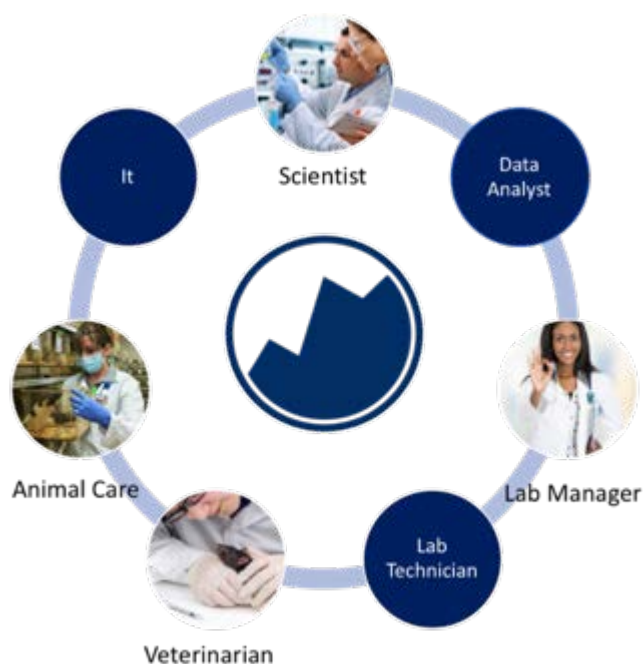 Scientist
It
Data
Analyst
Animal Care
Lab Manager
Lab
Technician
Veterinarian